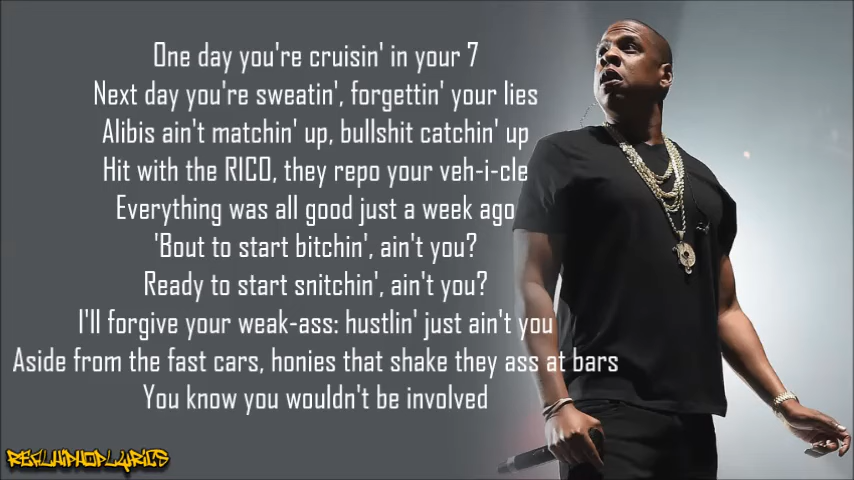 One day you're cruisin' in your 7
Next day you're sweatin', forgettin' your lies
Alibis ain't matchin' up, bullshit catchin' up
Hit with the RICO, they repo your veh-i-cle
Everything was all good just a week ago
'Bout to start bitchin', ain't you?
Ready to start snitchin', ain't you?
I'll forgive your weak-ass: hustlin' just ain't you
Aside from the fast cars, honies that shake they ass at bars
You know you wouldn't be involved
REALHIPHOPLYRICS